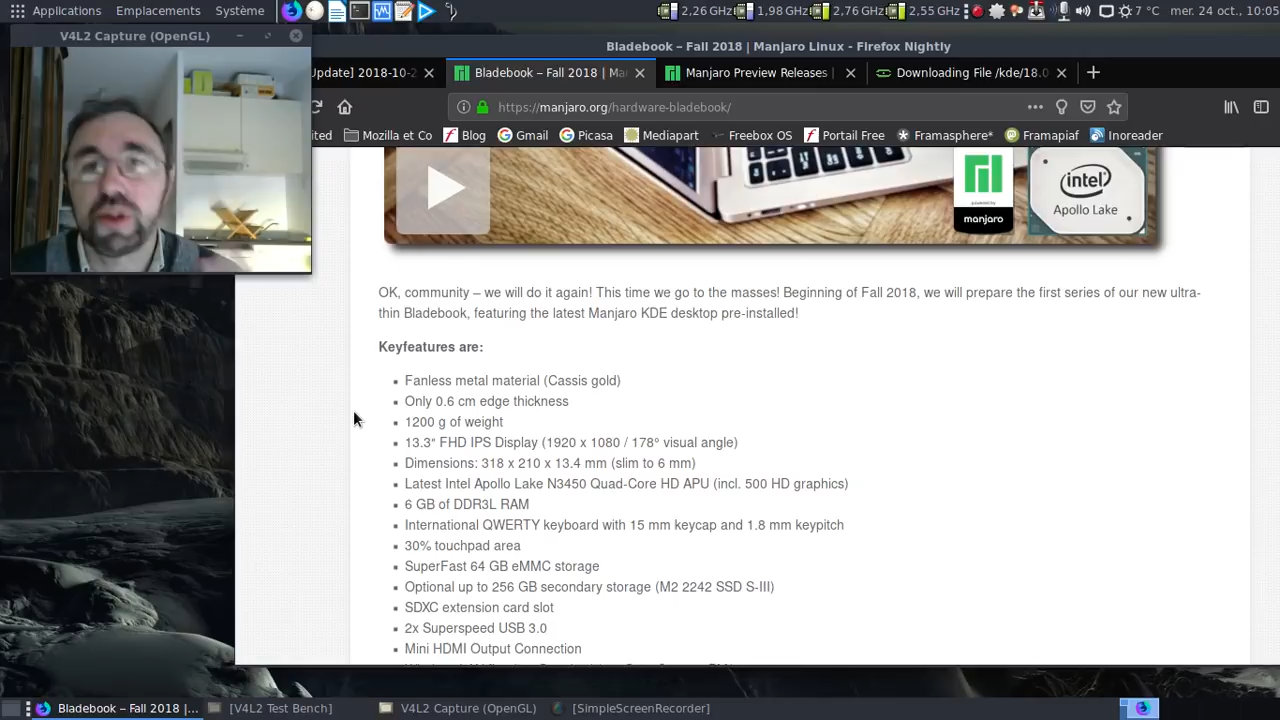 Applications Emplacements Système
2,26 GHz 1,98 GHz 2,76 GHz 2,55 GHz 7 °C mer. 24 oct., 10:05
V4L2 Capture (OpenGL)
Bladebook – Fall 2018 | Manjaro Linux - Firefox Nightly
Update] 2018-10-2
Bladebook – Fall 2018 | Ma
Manjaro Preview Releases |
Downloading File /kde/18.0
https://manjaro.org/hardware-bladebook/
ited Mozilla et Co Blog Gmail Picasa Mediapart Freebox OS Portail Free Framasphere* Framapiaf Inoreader
powered by
manjaro
intel
Apollo Lake
OK, community – we will do it again! This time we go to the masses! Beginning of Fall 2018, we will prepare the first series of our new ultra-
thin Bladebook, featuring the latest Manjaro KDE desktop pre-installed!
Keyfeatures are:
Fanless metal material (Cassis gold)
Only 0.6 cm edge thickness
1200 g of weight
13.3“ FHD IPS Display (1920 x 1080 / 178° visual angle)
Dimensions: 318 x 210 x 13.4 mm (slim to 6 mm)
Latest Intel Apollo Lake N3450 Quad-Core HD APU (incl. 500 HD graphics)
6 GB of DDR3L RAM
International QWERTY keyboard with 15 mm keycap and 1.8 mm keypitch
30% touchpad area
SuperFast 64 GB eMMC storage
Optional up to 256 GB secondary storage (M2 2242 SSD S-III)
SDXC extension card slot
2x Superspeed USB 3.0
Mini HDMI Output Connection
Bladebook – Fall 2018 |... [V4L2 Test Bench] V4L2 Capture (OpenGL) [SimpleScreenRecorder]